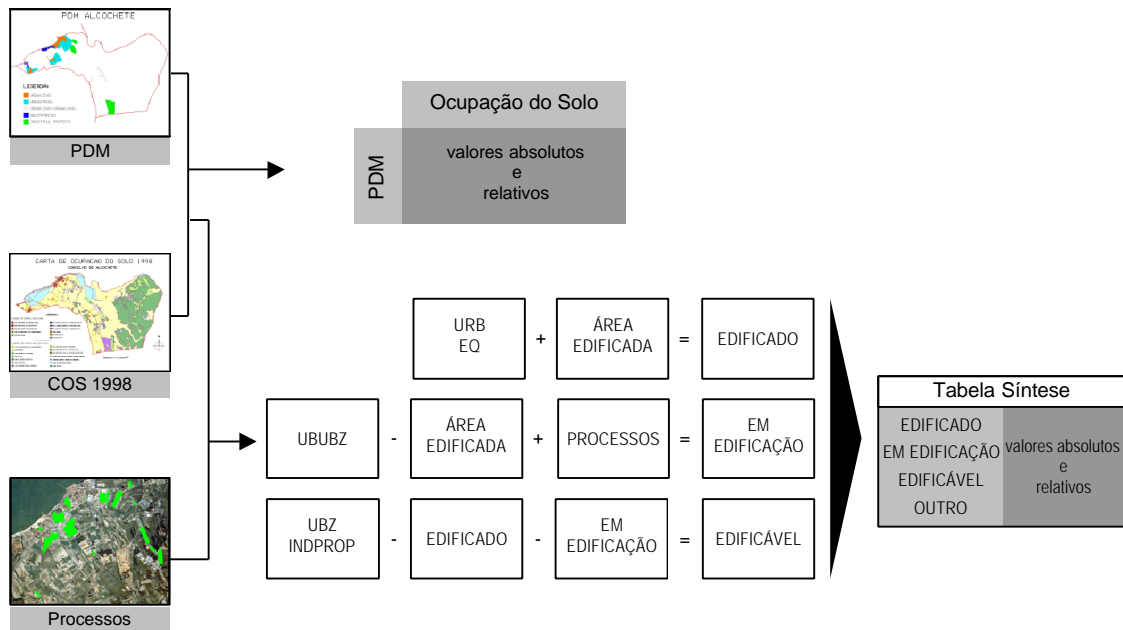 PDM ALCOCHETE
LEGENDA:
PDM
CARTA DE OCUPACAO DO SOLO 1998
CONCELHO DE ALCOCHETE
COS 1998
Processos
Ocupação do Solo
PDM
valores absolutos
e
relativos
URB
EQ
+
ÁREA
EDIFICADA
=
EDIFICADO
UBUBZ
-
ÁREA
EDIFICADA
+
PROCESSOS
=
EM
EDIFICAÇÃO
UBZ
INDPROP
-
EDIFICADO
-
EM
EDIFICAÇÃO
=
EDIFICÁVEL
Tabela Síntese
EDIFICADO
EM EDIFICAÇÃO
EDIFICÁVEL
OUTRO
valores absolutos
e
relativos